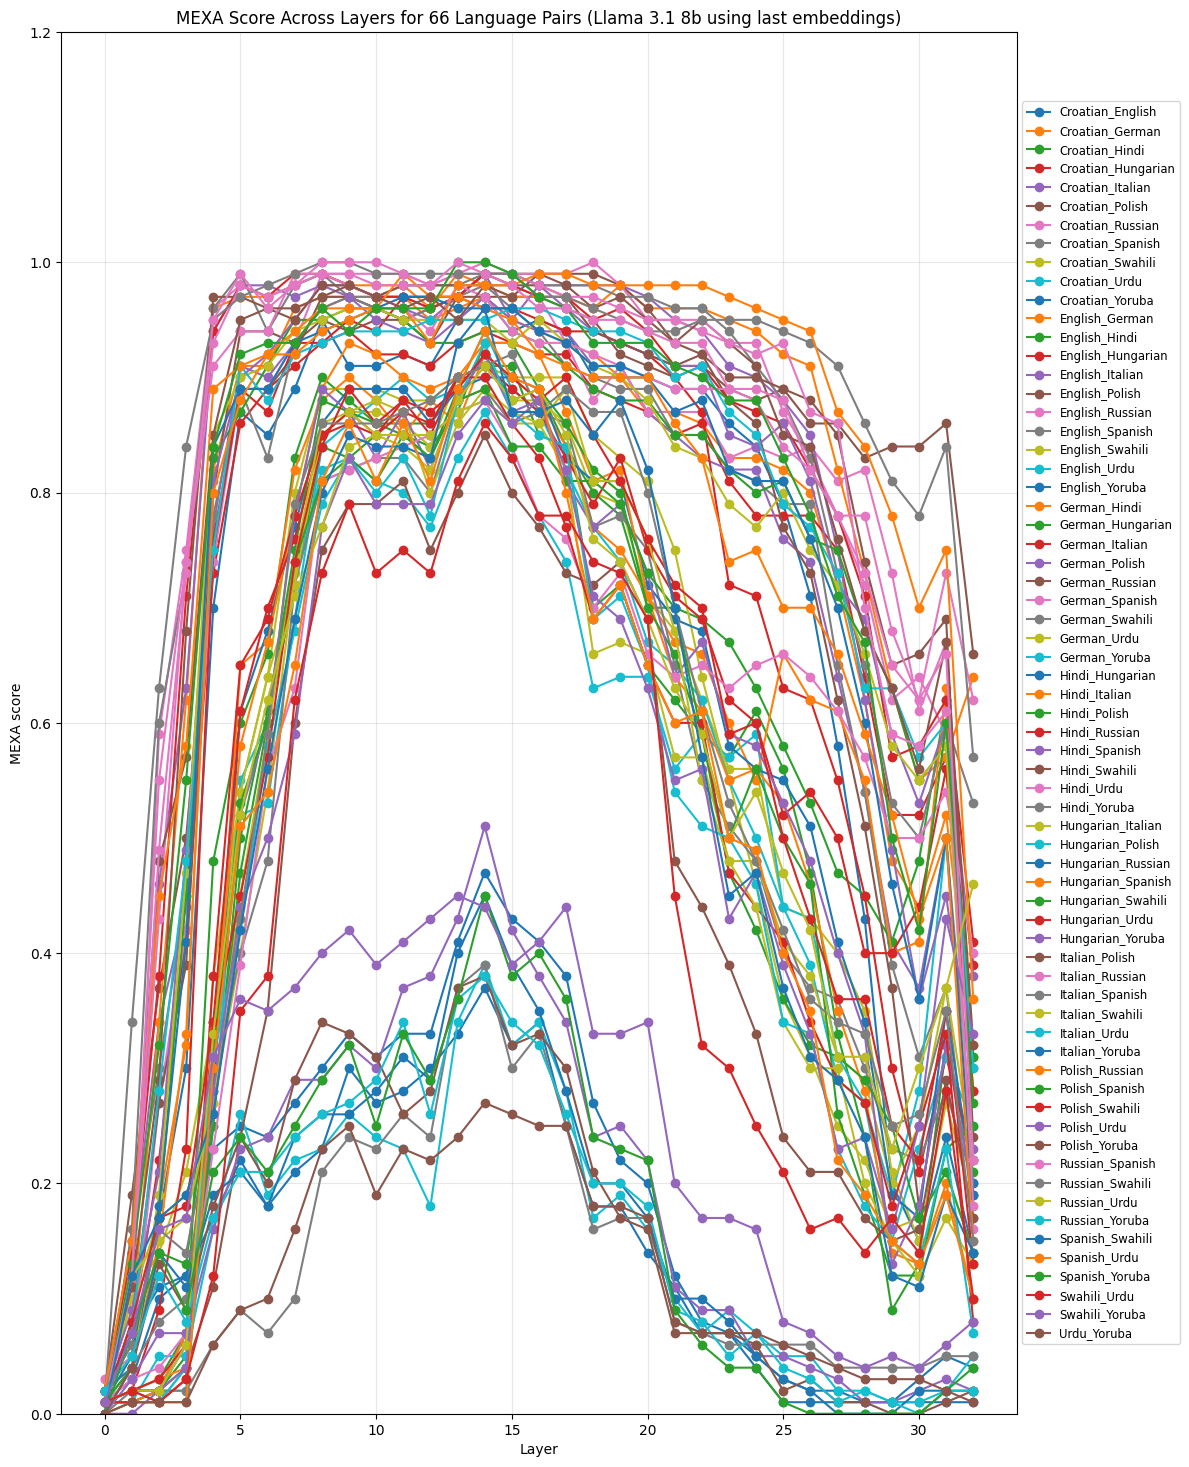 MEXA Score Across Layers for 66 Language Pairs (Llama 3.1 8b using last embeddings)
1.2
1.0
0.8
0.6
0.4
0.2
0.0
MEXA score
0
5
10
15
20
25
30
Layer
Croatian_English
Croatian_German
Croatian_Hindi
Croatian_Hungarian
Croatian_Italian
Croatian_Polish
Croatian_Russian
Croatian_Spanish
Croatian_Swahili
Croatian_Urdu
Croatian_Yoruba
English_German
English_Hindi
English_Hungarian
English_Italian
English_Polish
English_Russian
English_Spanish
English_Swahili
English_Urdu
English_Yoruba
German_Hindi
German_Hungarian
German_Italian
German_Polish
German_Russian
German_Spanish
German_Swahili
German_Urdu
German_Yoruba
Hindi_Hungarian
Hindi_Italian
Hindi_Polish
Hindi_Russian
Hindi_Spanish
Hindi_Swahili
Hindi_Urdu
Hindi_Yoruba
Hungarian_Italian
Hungarian_Polish
Hungarian_Russian
Hungarian_Spanish
Hungarian_Swahili
Hungarian_Urdu
Hungarian_Yoruba
Italian_Polish
Italian_Russian
Italian_Spanish
Italian_Swahili
Italian_Urdu
Italian_Yoruba
Polish_Russian
Polish_Spanish
Polish_Swahili
Polish_Urdu
Polish_Yoruba
Russian_Spanish
Russian_Swahili
Russian_Urdu
Russian_Yoruba
Spanish_Swahili
Spanish_Urdu
Spanish_Yoruba
Swahili_Urdu
Swahili_Yoruba
Urdu_Yoruba